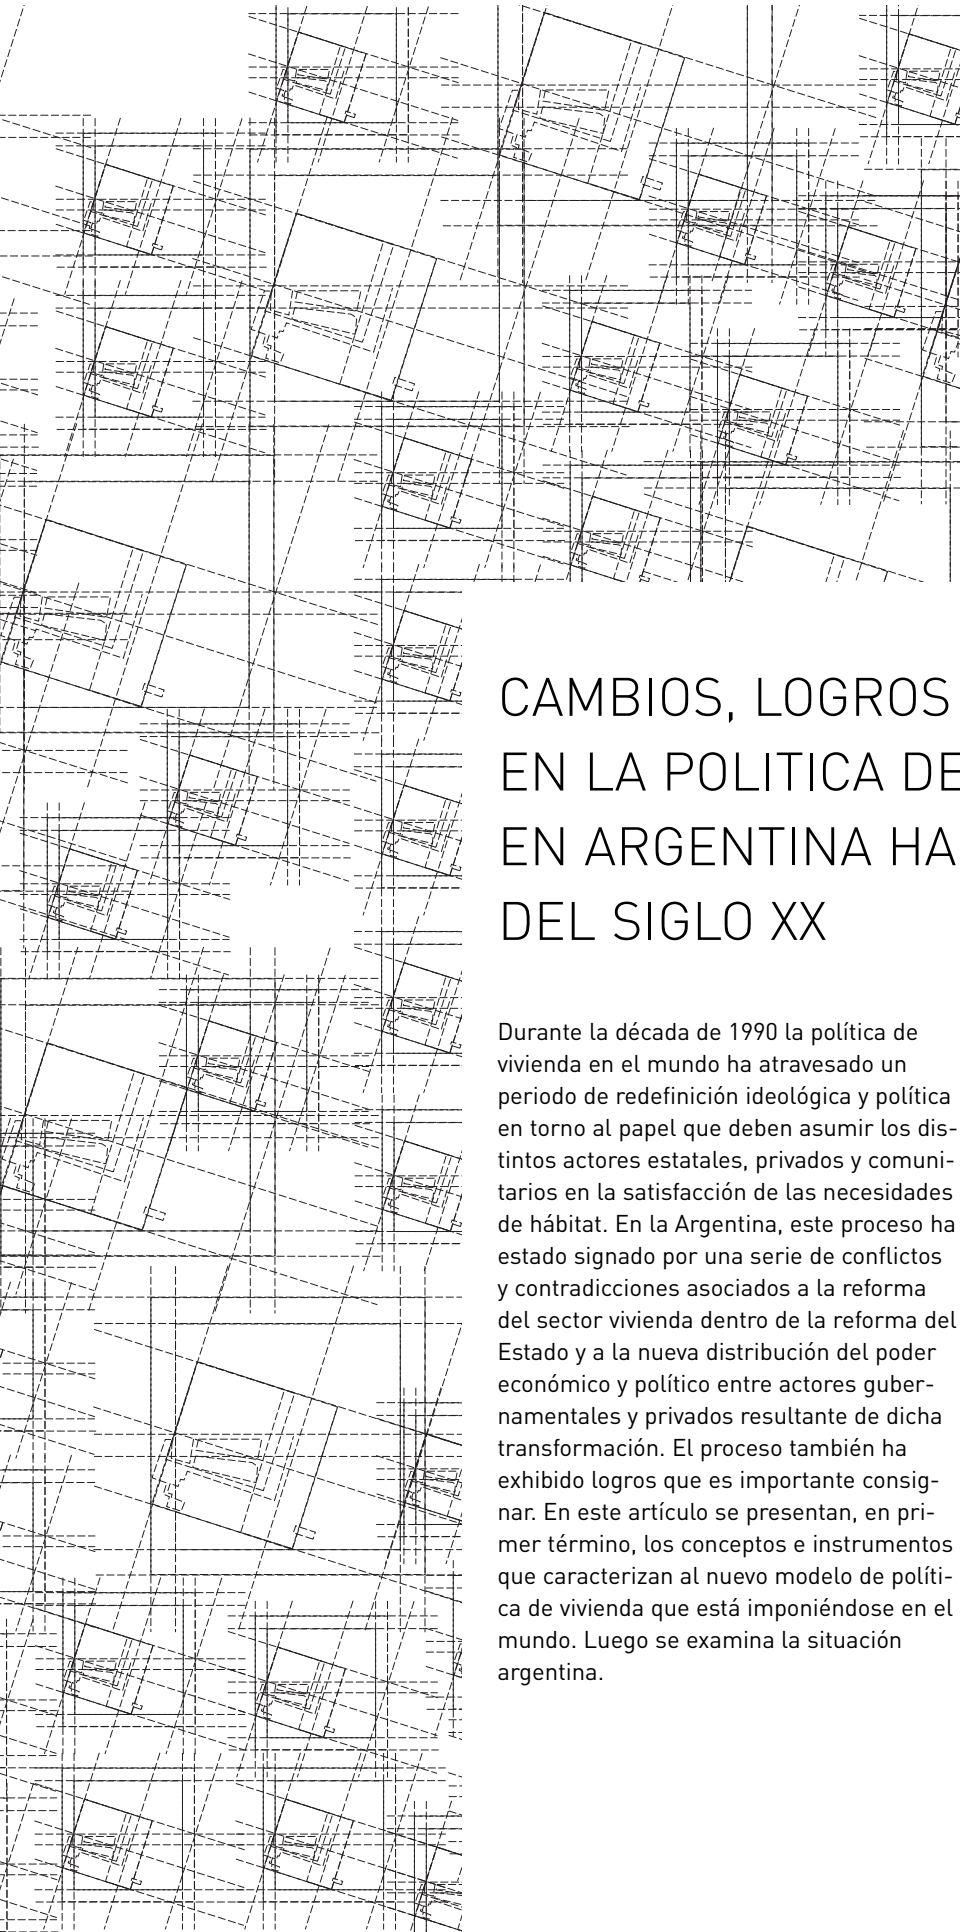 CAMBIOS, LOGROS
EN LA POLITICA DE
EN ARGENTINA HA
DEL SIGLO XX
Durante la década de 1990 la política de
vivienda en el mundo ha atravesado un
periodo de redefinición ideológica y política
en torno al papel que deben asumir los dis-
tintos actores estatales, privados y comuni-
tarios en la satisfacción de las necesidades
de hábitat. En la Argentina, este proceso ha
estado signado por una serie de conflictos
y contradicciones asociados a la reforma
del sector vivienda dentro de la reforma del
Estado y a la nueva distribución del poder
económico y político entre actores guber-
namentales y privados resultante de dicha
transformación. El proceso también ha
exhibido logros que es importante consig-
nar. En este artículo se presentan, en pri-
mer término, los conceptos e instrumentos
que caracterizan al nuevo modelo de políti-
ca de vivienda que está imponiéndose en el
mundo. Luego se examina la situación
argentina.